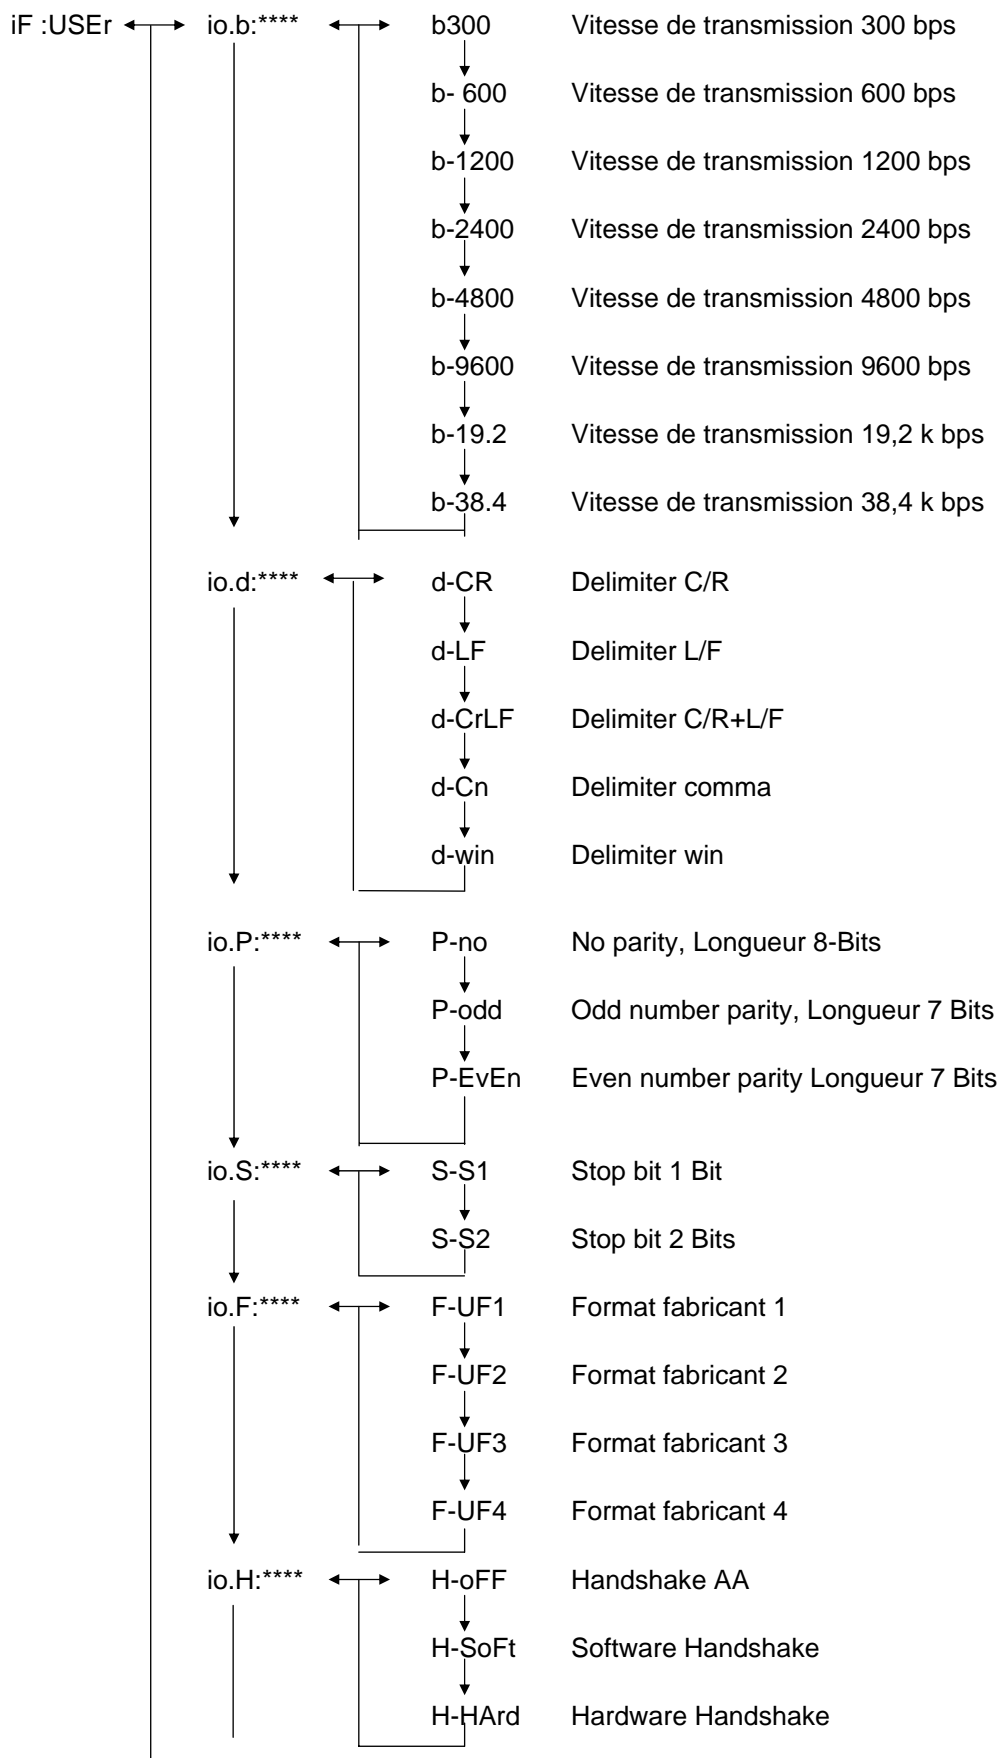 iF :USEr io.b:**** b300 Vitesse de transmission 300 bps
b- 600 Vitesse de transmission 600 bps
b-1200 Vitesse de transmission 1200 bps
b-2400 Vitesse de transmission 2400 bps
b-4800 Vitesse de transmission 4800 bps
b-9600 Vitesse de transmission 9600 bps
b-19.2 Vitesse de transmission 19,2 k bps
b-38.4 Vitesse de transmission 38,4 k bps
io.d:**** d-CR Delimiter C/R
d-LF Delimiter L/F
d-CrLF Delimiter C/R+L/F
d-Cn Delimiter comma
d-win Delimiter win
io.P:**** P-no No parity, Longueur 8-Bits
P-odd Odd number parity, Longueur 7 Bits
P-EvEn Even number parity Longueur 7 Bits
io.S:**** S-S1 Stop bit 1 Bit
S-S2 Stop bit 2 Bits
io.F:**** F-UF1 Format fabricant 1
F-UF2 Format fabricant 2
F-UF3 Format fabricant 3
F-UF4 Format fabricant 4
io.H:**** H-oFF Handshake AA
H-SoFt Software Handshake
H-HArd Hardware Handshake